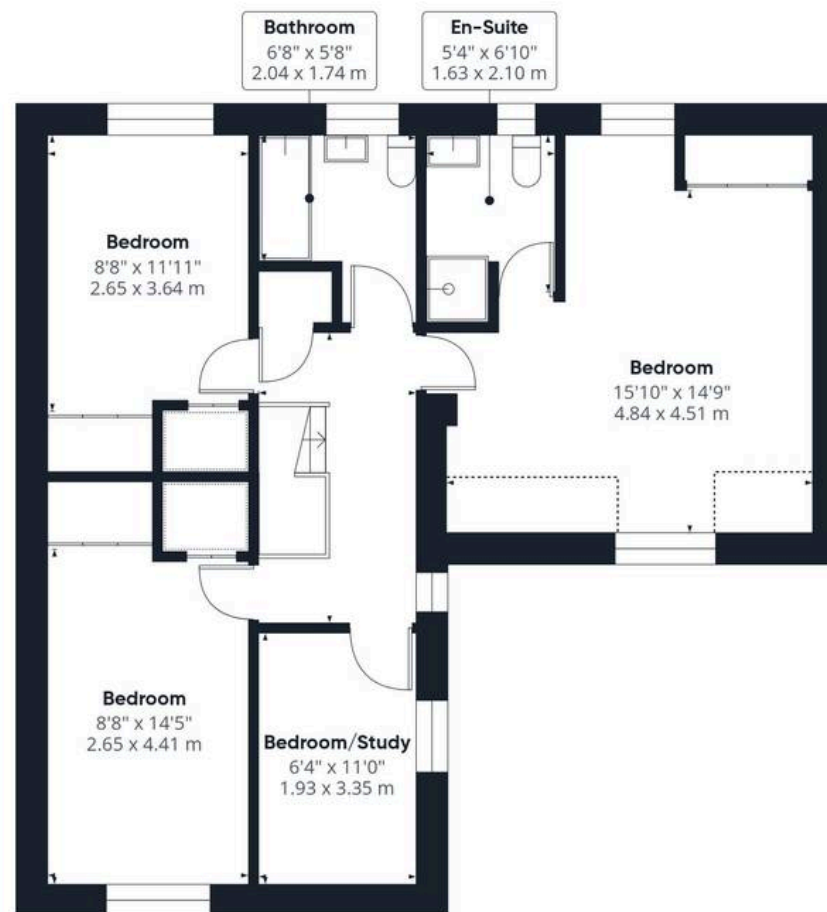 Bathroom
6'8" x 5'8"
2.04 x 1.74 m
En-Suite
5'4" x 6'10"
1.63 x 2.10 m
Bedroom
8'8" x 11'11"
2.65 x 3.64 m
Bedroom
15'10" x 14'9"
4.84 x 4.51 m
Bedroom
8'8" x 14'5"
2.65 x 4.41 m
Bedroom/Study
6'4" x 11'0"
1.93 x 3.35 m